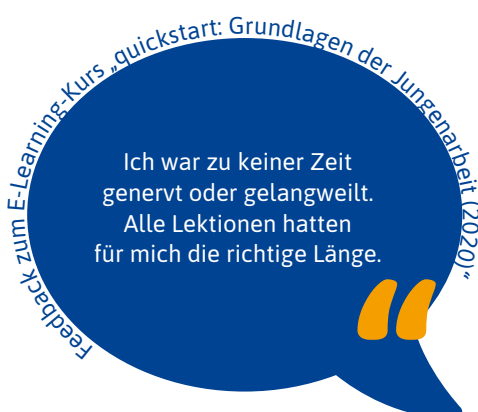 Feedback zum E-Learning-Kurs „quickstart: Grundlagen der Jungenarbeit (2020)“
Ich war zu keiner Zeit
genervt oder gelangweilt.
Alle Lektionen hatten
für mich die richtige Länge.